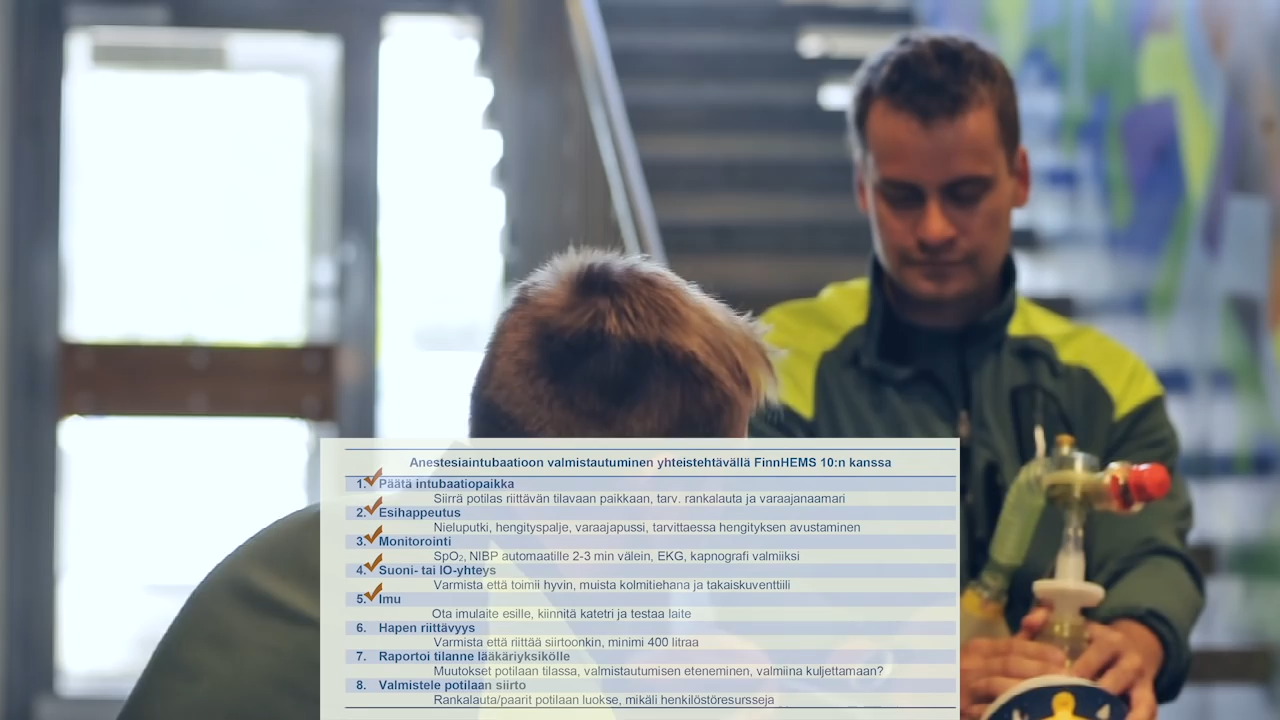 Anestesiaintubaatioon valmistautuminen yhteistehtävällä FinnHEMS 10:n kanssa
1. Päätä intubaatiopaikka
Siirrä potilas riittävän tilavaan paikkaan, tarv. rankalauta ja varaajanaamari
2. Esihappeutus
Nieluputki, hengityspalje, varaajapussi, tarvittaessa hengityksen avustaminen
3. Monitorointi
SpO₂, NIBP automaatille 2-3 min välein, EKG, kapnografi valmiiksi
4. Suoni- tai IO-yhteys
Varmista että toimii hyvin, muista kolmitiehana ja takaiskuventtiili
5. Imu
Ota imulaite esille, kiinnitä katetri ja testaa laite
6. Hapen riittävyys
Varmista että riittää siirtoonkin, minimi 400 litraa
7. Raportoi tilanne lääkäriyksikölle
Muutokset potilaan tilassa, valmistautumisen eteneminen, valmiina kuljettamaan?
8. Valmistele potilaan siirto
Rankalauta/paarit potilaan luokse, mikäli henkilöstöresursseja